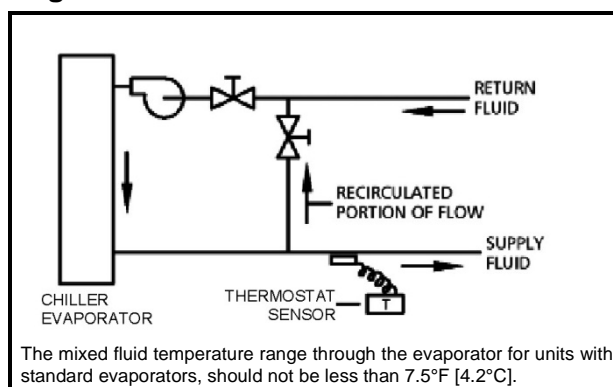 RETURN
FLUID
RECIRCULATED
PORTION OF FLOW
SUPPLY
FLUID
CHILLER
EVAPORATOR
THERMOSTAT
SENSOR
T
The mixed fluid temperature range through the evaporator for units with
standard evaporators, should not be less than 7.5°F [4.2°C].